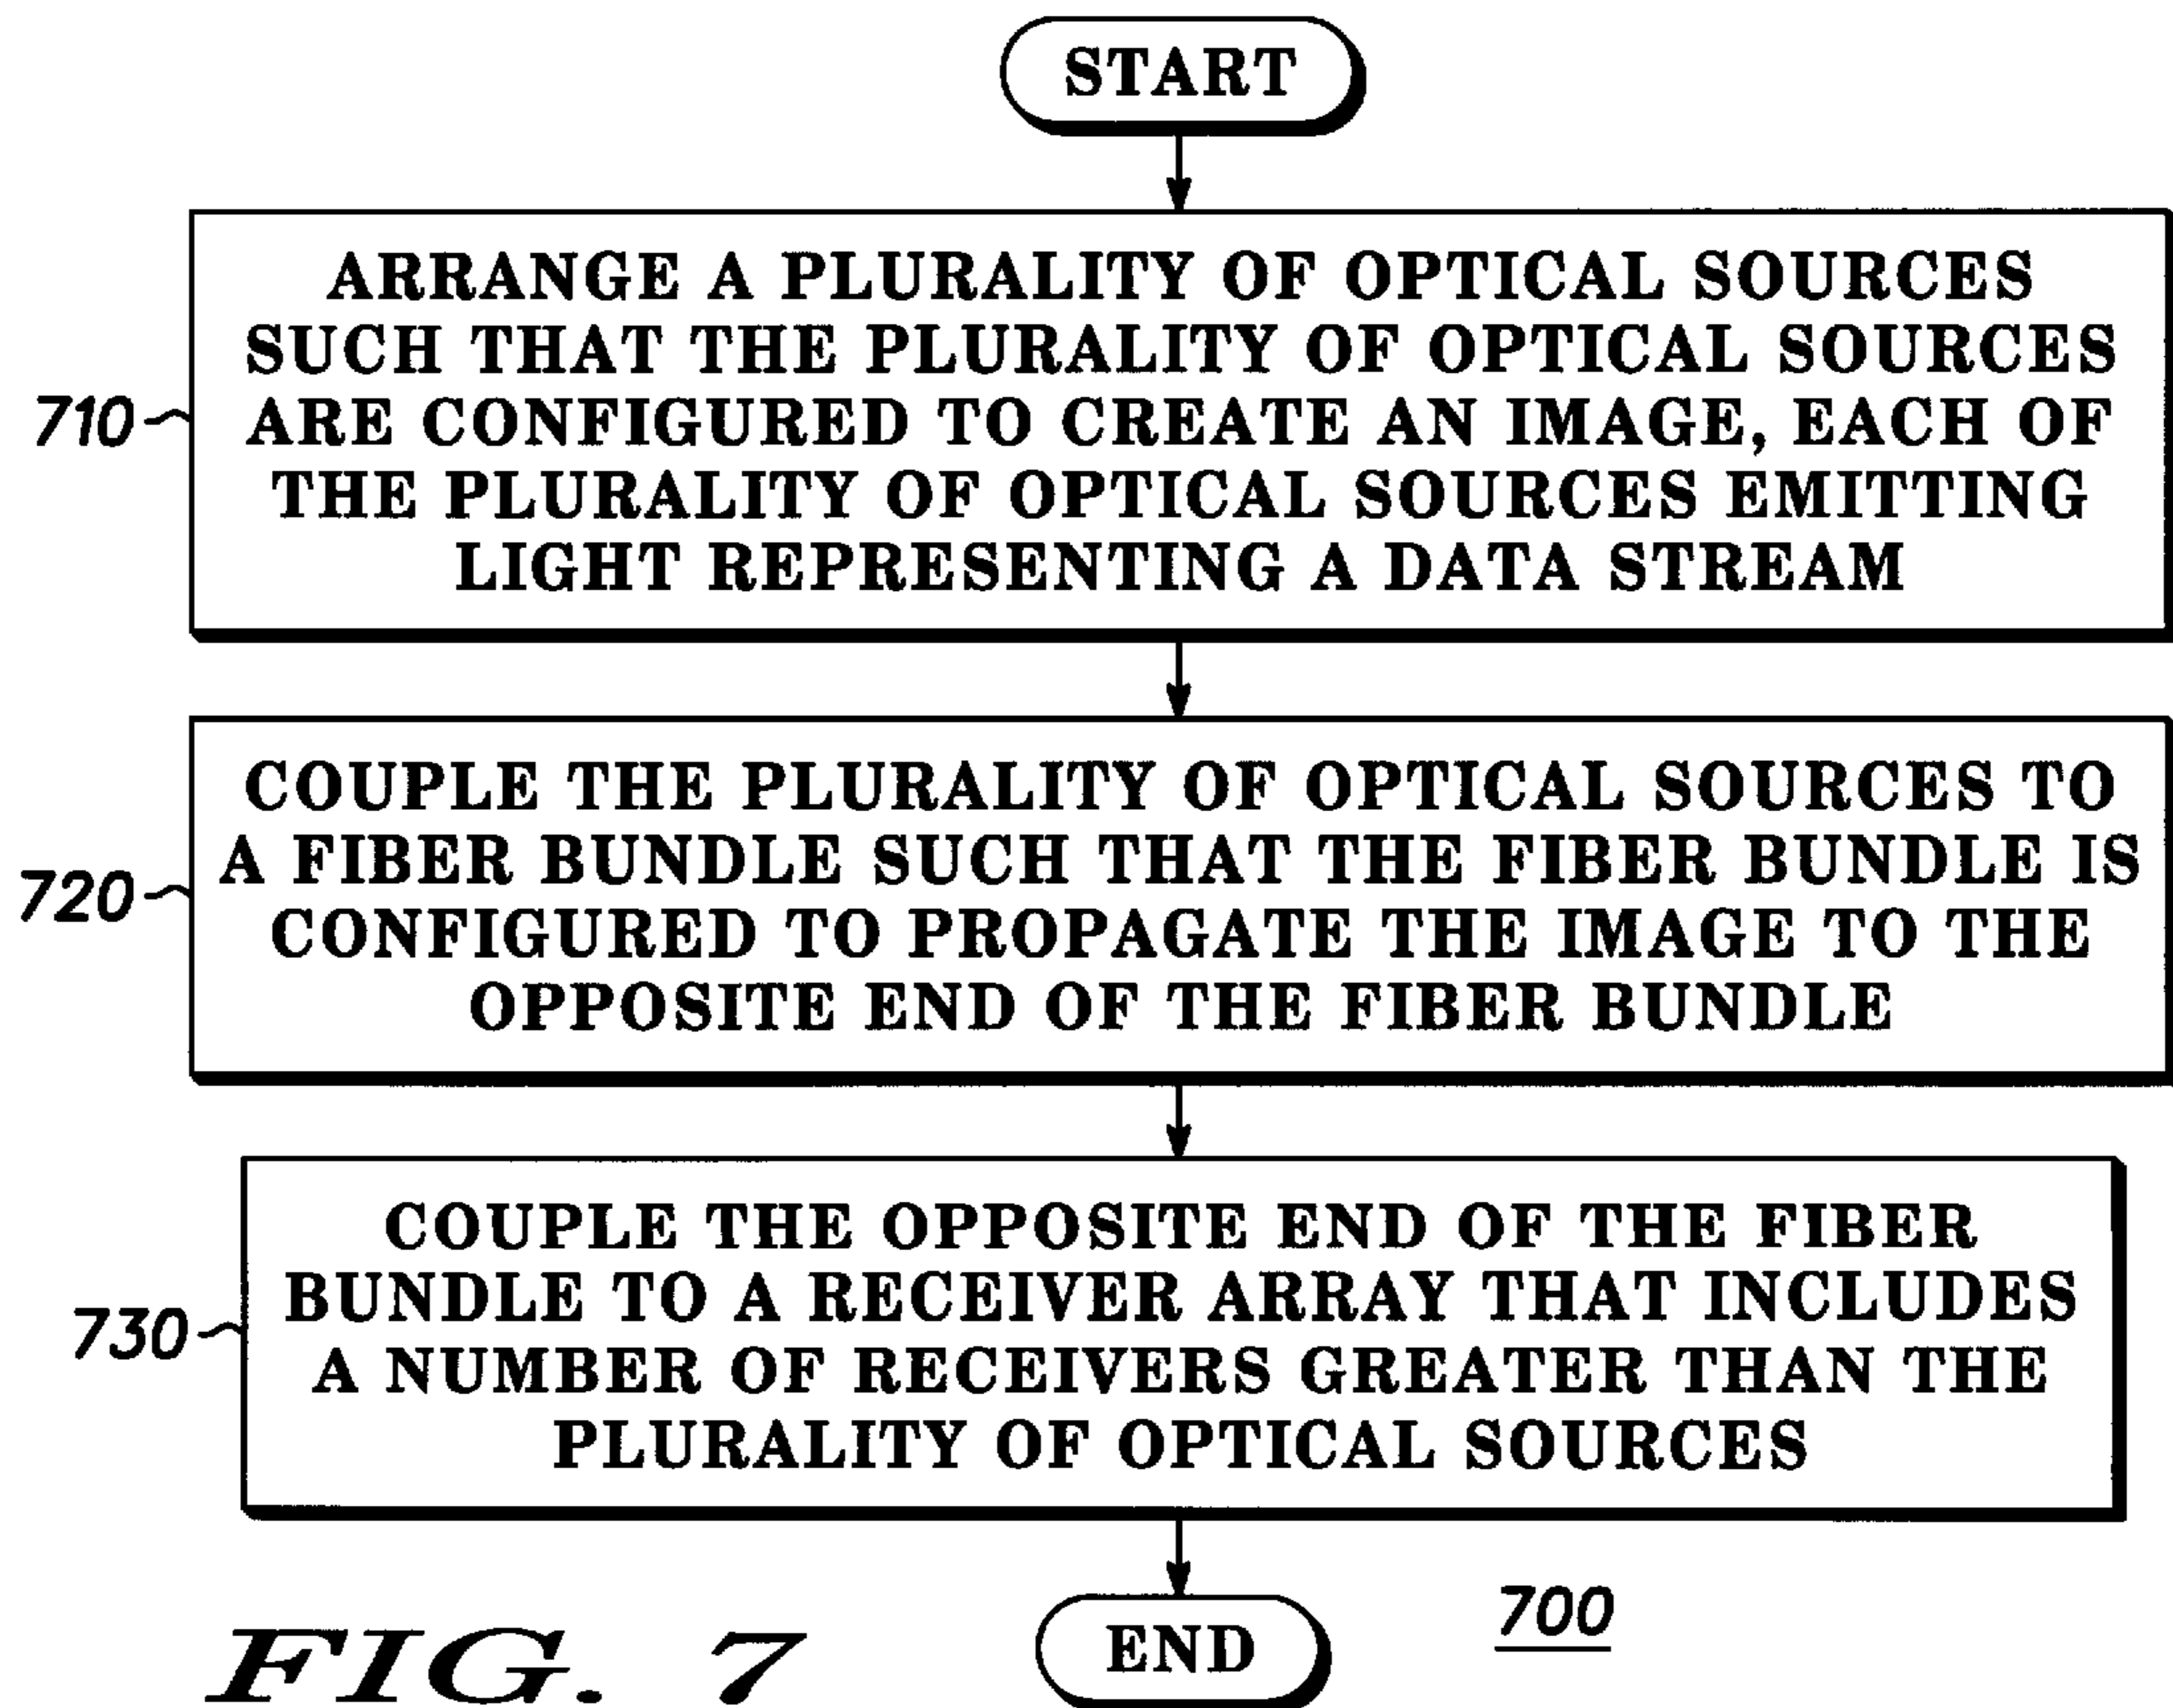 START
ARRANGE A PLURALITY OF OPTICAL SOURCES
SUCH THAT THE PLURALITY OF OPTICAL SOURCES
ARE CONFIGURED TO CREATE AN IMAGE, EACH OF
THE PLURALITY OF OPTICAL SOURCES EMITTING
LIGHT REPRESENTING A DATA STREAM
710
COUPLE THE PLURALITY OF OPTICAL SOURCES TO
A FIBER BUNDLE SUCH THAT THE FIBER BUNDLE IS
CONFIGURED TO PROPAGATE THE IMAGE TO THE
OPPOSITE END OF THE FIBER BUNDLE
720
COUPLE THE OPPOSITE END OF THE FIBER
BUNDLE TO A RECEIVER ARRAY THAT INCLUDES
A NUMBER OF RECEIVERS GREATER THAN THE
PLURALITY OF OPTICAL SOURCES
730
END
700
FIG. 7